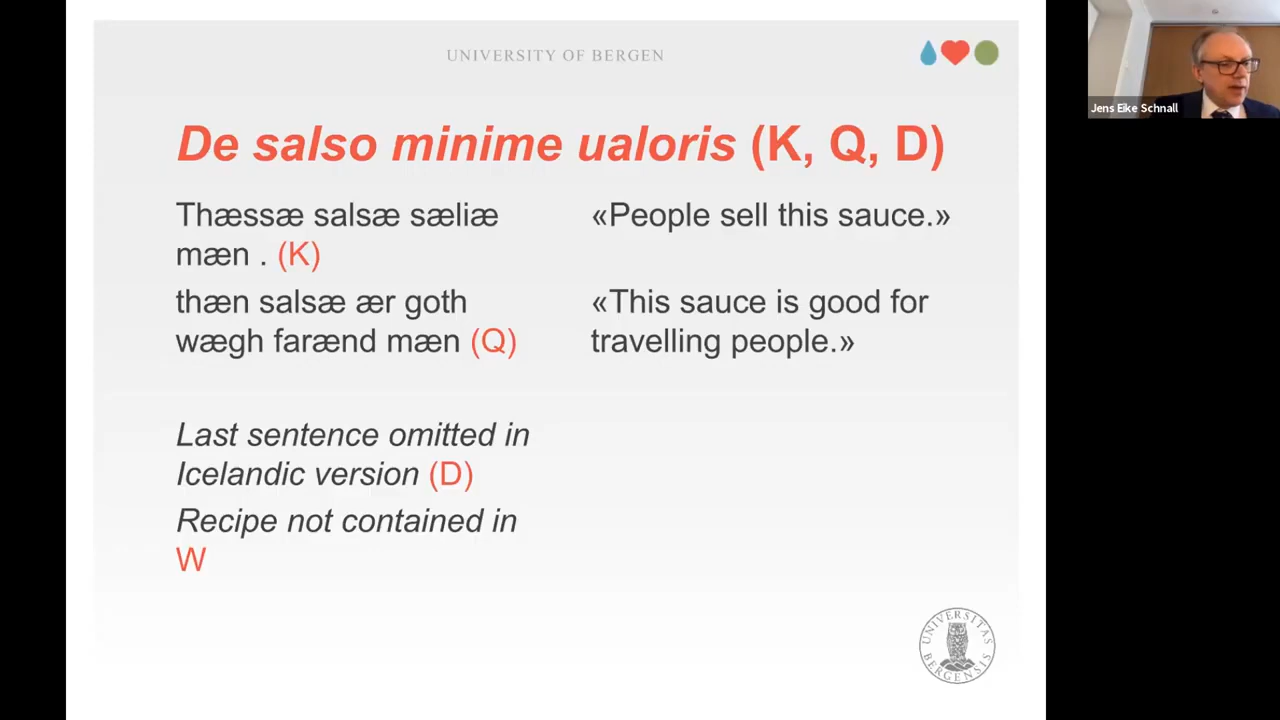 UNIVERSITY OF BERGEN
De salso minime ualoris (K, Q, D)
Thæssæ salsæ sæliæ
mæn . (K)
«People sell this sauce.»
thæn salsæ ær goth
wægh farænd mæn (Q)
«This sauce is good for
travelling people.»
Last sentence omitted in
Icelandic version (D)
Recipe not contained in
W
UNIVERSITAS
BERGENSIS
Jens Eike Schnall